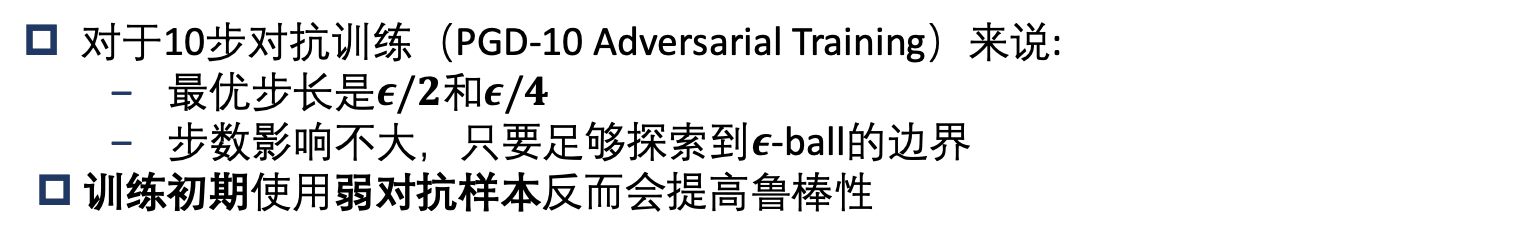 对于10步对抗训练（PGD-10 Adversarial Training）来说:
– 最优步长是ϵ/2和ϵ/4
– 步数影响不大，只要足够探索到ϵ-ball的边界
训练初期使用弱对抗样本反而会提高鲁棒性